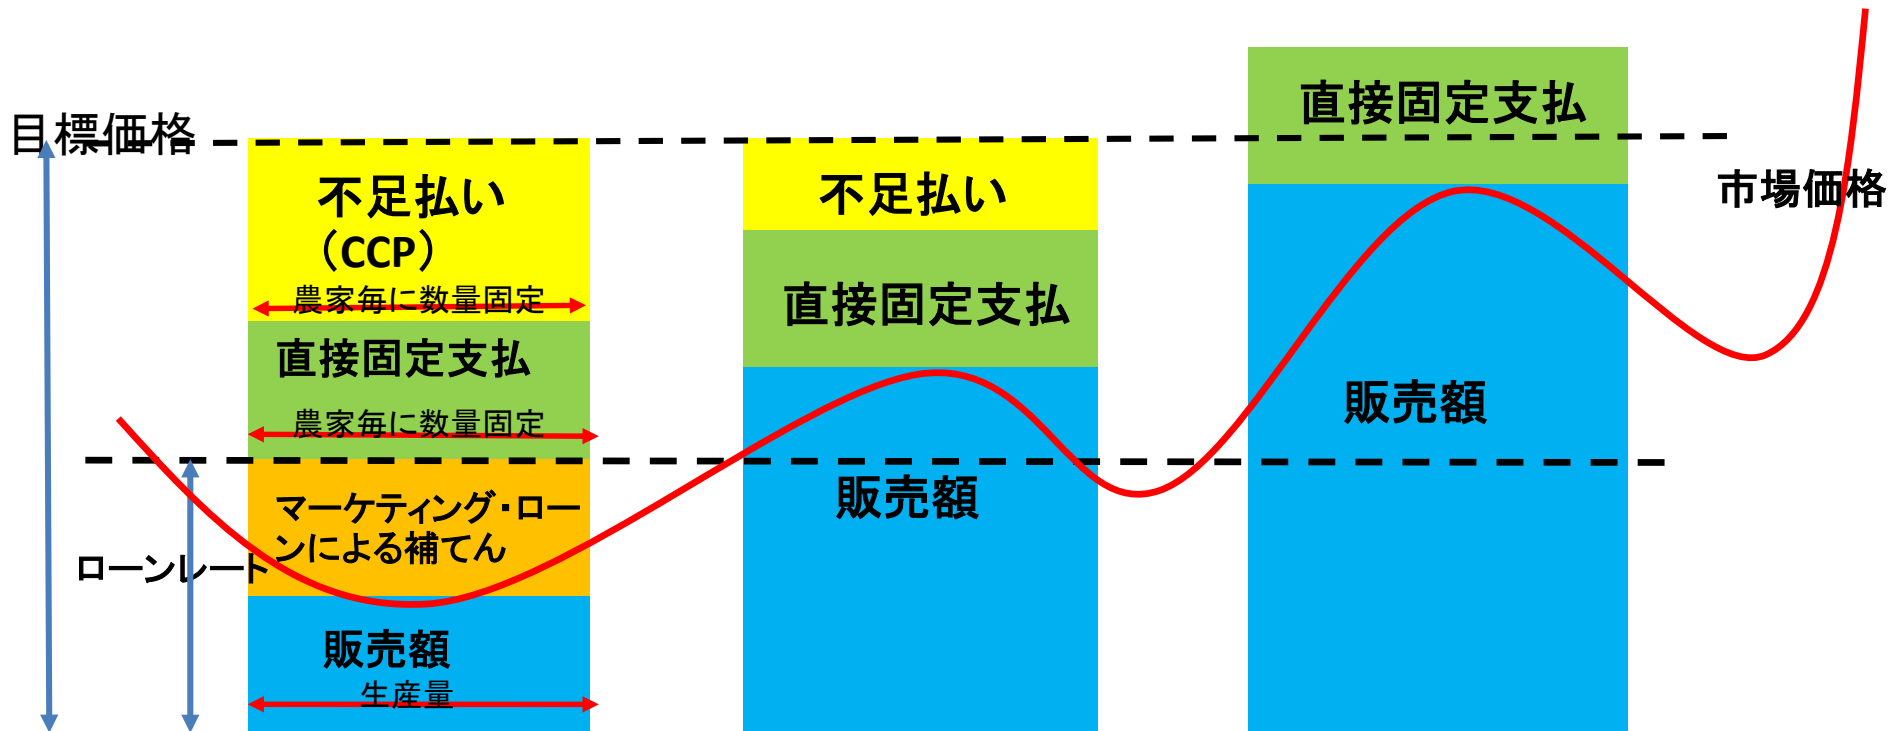 目標価格
不足払い
（CCP）
農家毎に数量固定
直接固定支払
農家毎に数量固定
マーケティング・ロー
ンによる補てん
ローンレート
販売額
生産量
不足払い
直接固定支払
販売額
直接固定支払
販売額
市場価格